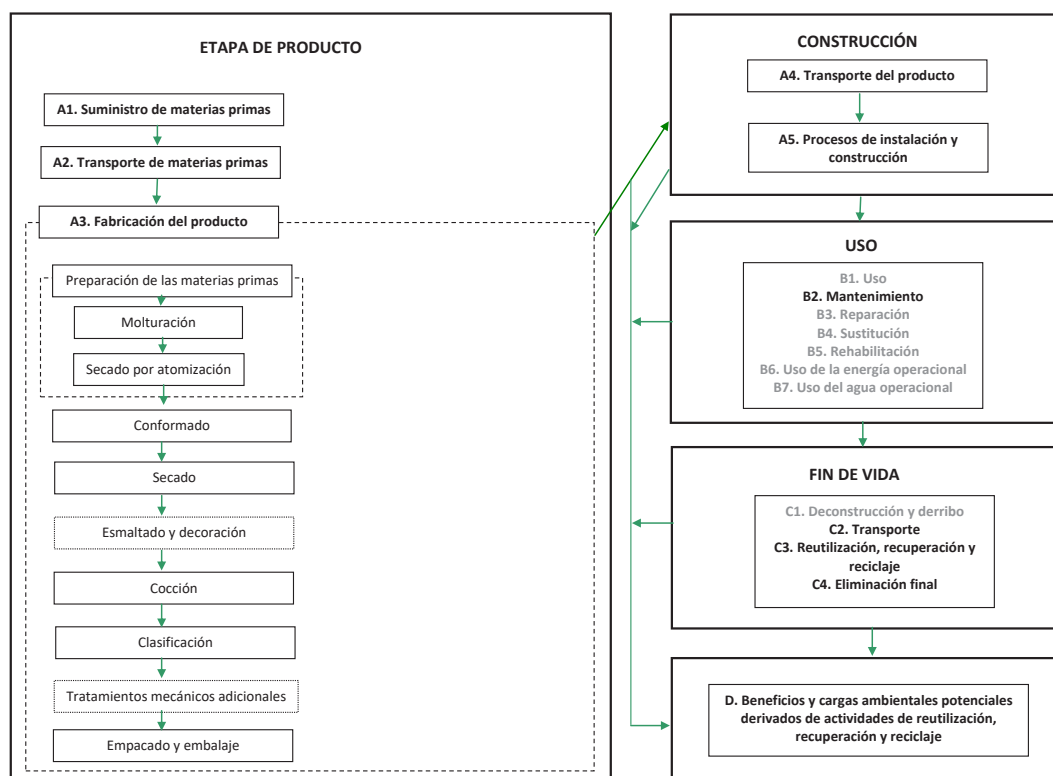 ETAPA DE PRODUCTO
A1. Suministro de materias primas
A2. Transporte de materias primas
A3. Fabricación del producto
Preparación de las materias primas
Molturación
Secado por atomización
Conformado
Secado
Esmaltado y decoración
Cocción
Clasificación
Tratamientos mecánicos adicionales
Empacado y embalaje
CONSTRUCCIÓN
A4. Transporte del producto
A5. Procesos de instalación y
construcción
USO
B1. Uso
B2. Mantenimiento
B3. Reparación
B4. Sustitución
B5. Rehabilitación
B6. Uso de la energía operacional
B7. Uso del agua operacional
FIN DE VIDA
C1. Deconstrucción y derribo
C2. Transporte
C3. Reutilización, recuperación y
reciclaje
C4. Eliminación final
D. Beneficios y cargas ambientales potenciales
derivados de actividades de reutilización,
recuperación y reciclaje